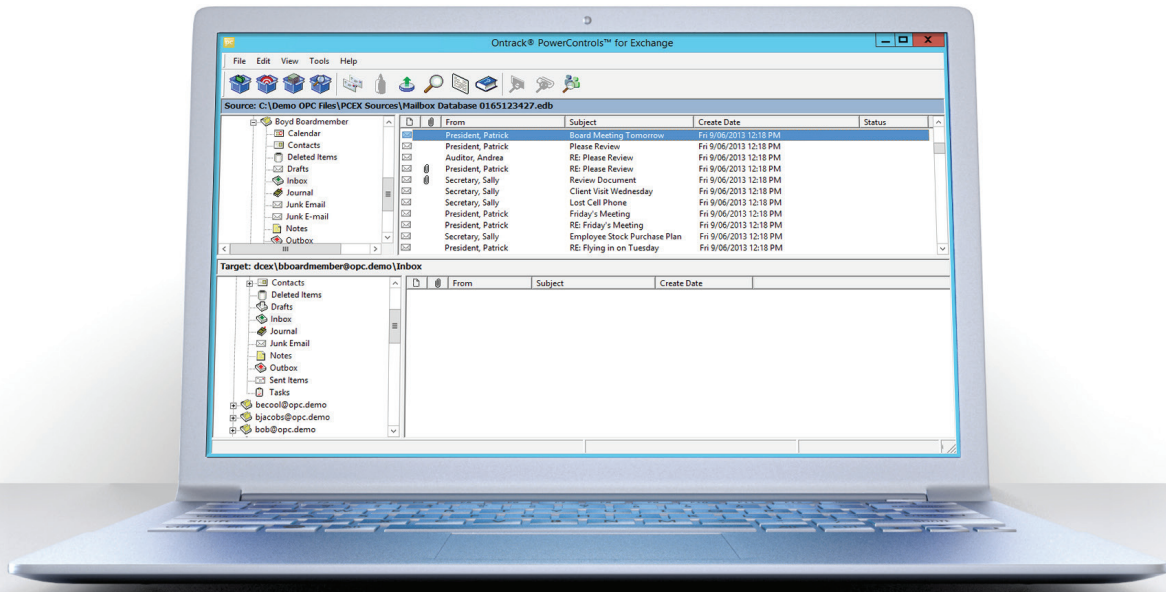 Ontrack® PowerControls™ for Exchange
File Edit View Tools Help
Source: C:\Demo OPC Files\PCEX Sources\Mailbox Database 0165123427.edb
Boyd Boardmember
Calendar
Contacts
Deleted Items
Drafts
Inbox
Journal
Junk Email
Junk E-mail
Notes
Outbox
From Subject Create Date Status
President, Patrick Board Meeting Tomorrow Fri 9/06/2013 12:18 PM
President, Patrick Please Review Fri 9/06/2013 12:18 PM
Auditor, Andrea RE: Please Review Fri 9/06/2013 12:18 PM
President, Patrick RE: Please Review Fri 9/06/2013 12:18 PM
Secretary, Sally Review Document Fri 9/06/2013 12:18 PM
Secretary, Sally Client Visit Wednesday Fri 9/06/2013 12:18 PM
Secretary, Sally Lost Cell Phone Fri 9/06/2013 12:18 PM
President, Patrick Friday's Meeting Fri 9/06/2013 12:18 PM
President, Patrick RE: Friday's Meeting Fri 9/06/2013 12:18 PM
Secretary, Sally Employee Stock Purchase Plan Fri 9/06/2013 12:18 PM
President, Patrick RE: Flying in on Tuesday Fri 9/06/2013 12:18 PM
Target: dcex\bboardmember@opc.demo\Inbox
Contacts
Deleted Items
Drafts
Inbox
Journal
Junk Email
Notes
Outbox
Sent Items
Tasks
becool@opc.demo
bjacobs@opc.demo
bob@opc.demo
From Subject Create Date